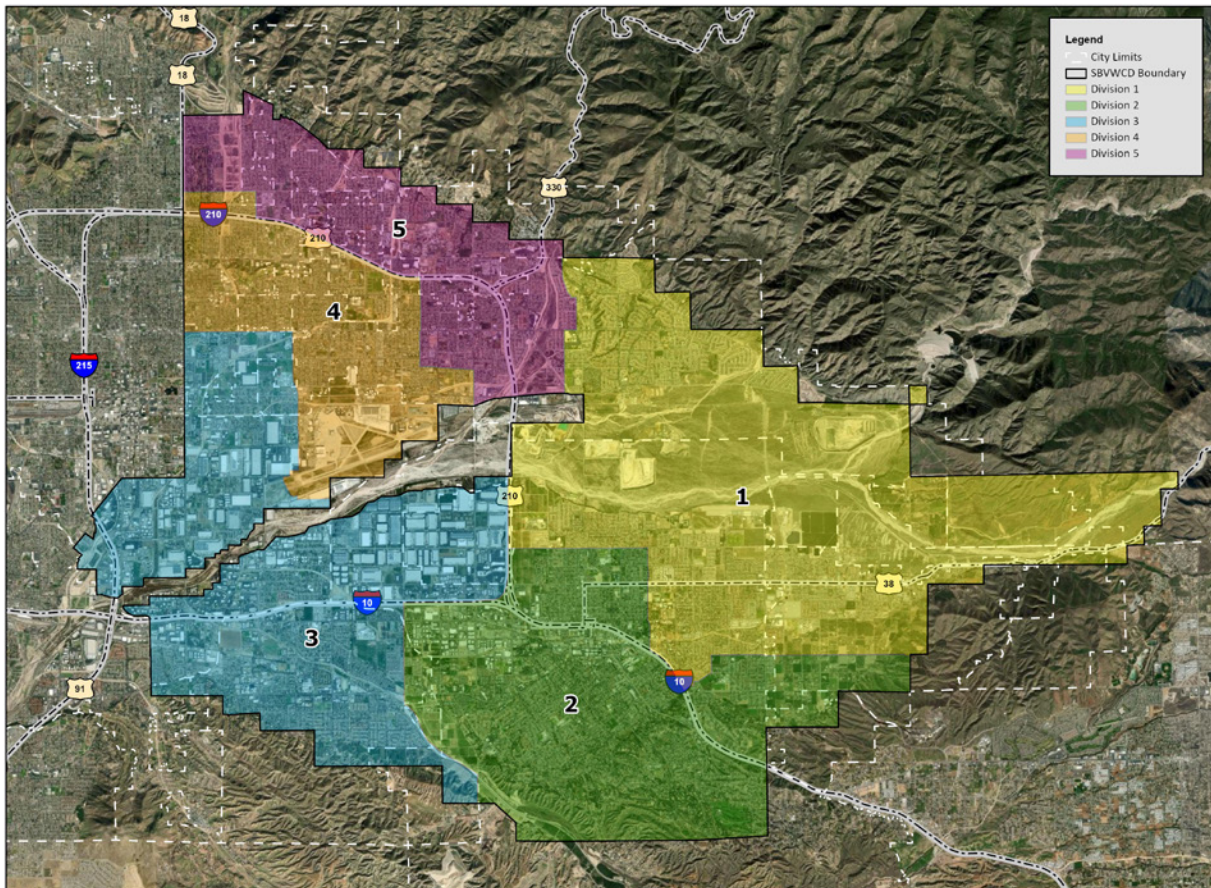 18
18
330
210
210
5
4
215
Legend
City Limits
SBVWCD Boundary
Division 1
Division 2
Division 3
Division 4
Division 5
210
1
38
10
3
10
2
91